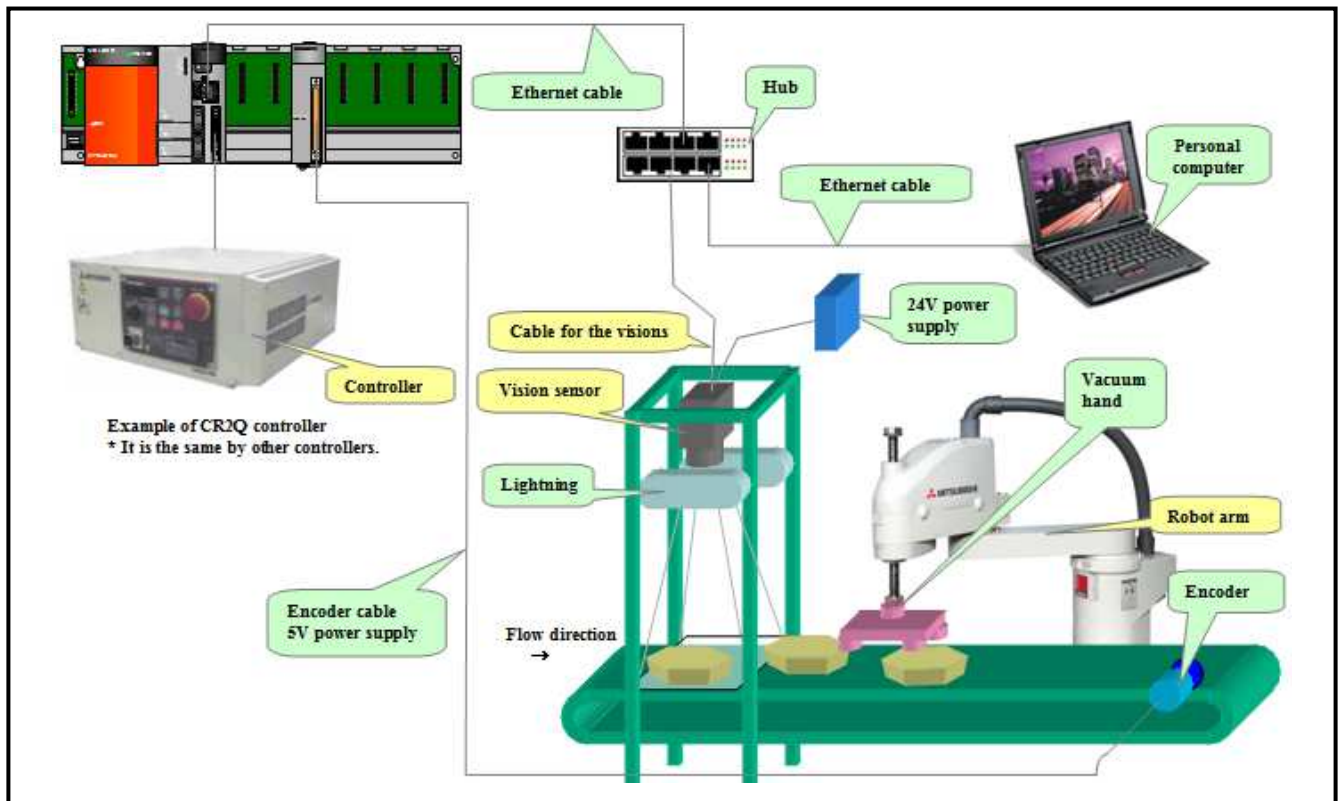 Ethernet cable
Hub
Personal
computer
Ethernet cable
24V power
supply
Cable for the visions
Controller
Vision sensor
Vacuum
hand
Example of CR2Q controller
* It is the same by other controllers.
Lightning
MITSUBISHI
Robot arm
Encoder
Encoder cable
5V power supply
Flow direction
→